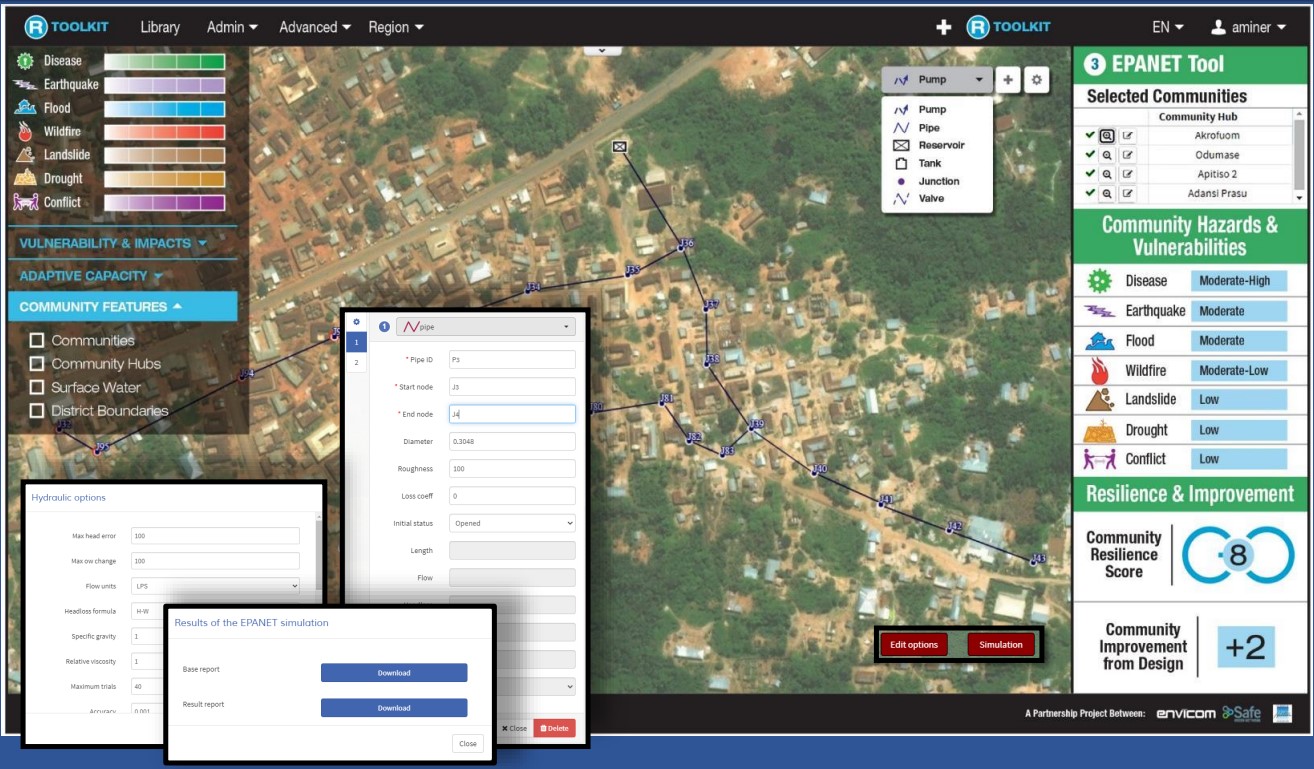 R TOOLKIT
Library
Admin
Advanced
Region
R TOOLKIT
EN
aminer
Disease
Earthquake
Flood
Wildfire
Landslide
Drought
Conflict
VULNERABILITY & IMPACTS
ADAPTIVE CAPACITY
COMMUNITY FEATURES
Communities
Community Hubs
Surface Water
District Boundaries
Pump
Pump
Pipe
Reservoir
Tank
Junction
Valve
J36
J35
J34
J37
J38
J80
J81
J82
J83
J39
J40
J41
J42
J43
J94
J95
1
2
1 pipe
* Pipe ID P3
* Start node J3
* End node J4
Diameter 0.3048
Roughness 100
Loss coeff 0
Initial status Opened
Length
Flow
Close
Delete
Hydraulic options
Max head error 100
Max ow change 100
Flow units LPS
Headloss formula H-W
Specific gravity 1
Relative viscosity 1
Maximum trials 40
Accuracy 0.001
Results of the EPANET simulation
Base report Download
Result report Download
Close
Edit options
Simulation
3 EPANET Tool
Selected Communities
Community Hub
Akrofuom
Odumase
Apitiso 2
Adansi Prasu
Community Hazards &
Vulnerabilities
Disease Moderate-High
Earthquake Moderate
Flood Moderate
Wildfire Moderate-Low
Landslide Low
Drought Low
Conflict Low
Resilience & Improvement
Community
Resilience
Score
8
Community
Improvement
from Design
+2
A Partnership Project Between: envicom Safe